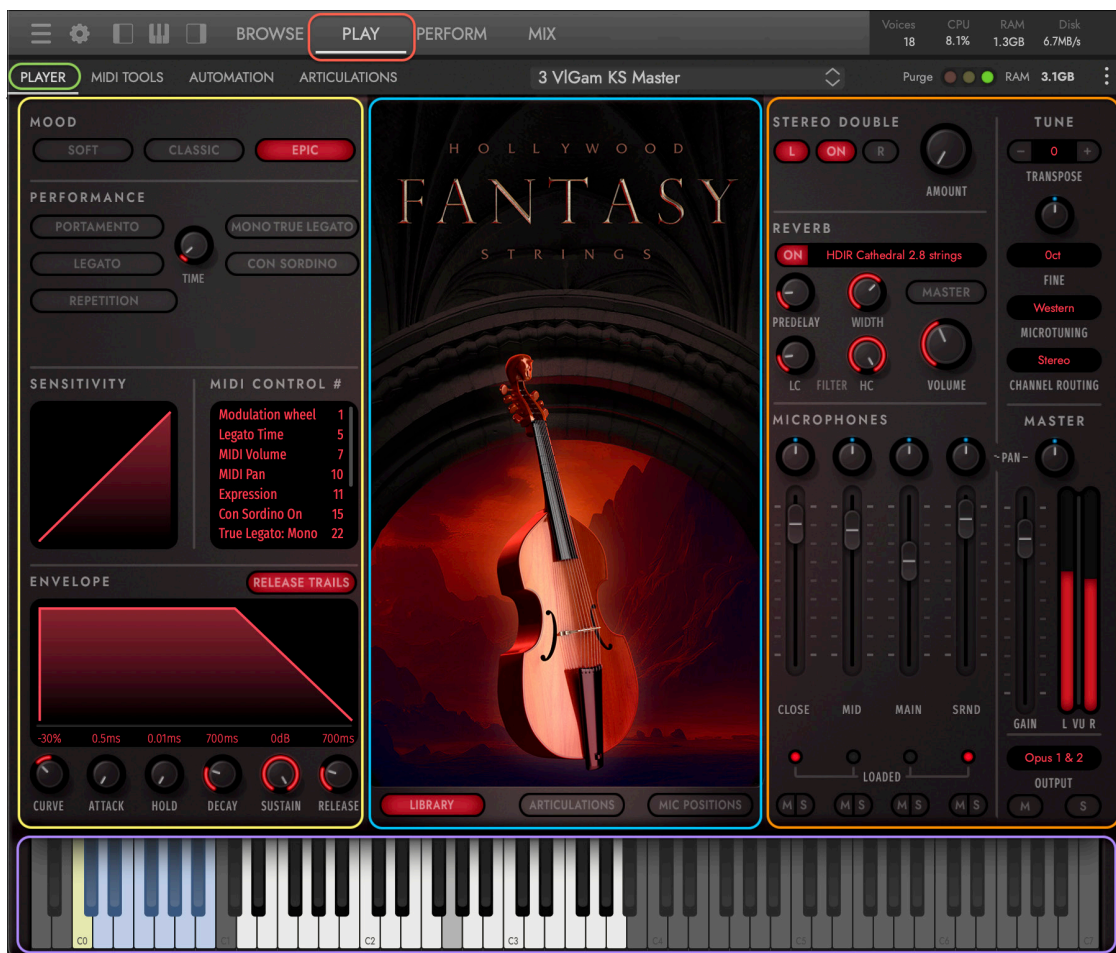 Voices CPU RAM Disk
BROWSE PLAY PERFORM MIX
18 8.1% 1.3GB 6.7MB/s
PLAYER MIDI TOOLS AUTOMATION ARTICULATIONS 3 VlGam KS Master Purge RAM 3.1GB
MOOD
SOFT CLASSIC EPIC
PERFORMANCE
PORTAMENTO MONO TRUE LEGATO
LEGATO CON SORDINO
TIME
REPETITION
SENSITIVITY MIDI CONTROL #
Modulation wheel 1
Legato Time 5
MIDI Volume 7
MIDI Pan 10
Expression 11
Con Sordino On 15
True Legato: Mono 22
ENVELOPE RELEASE TRAILS
-30% 0.5ms 0.01ms 700ms 0dB 700ms
CURVE ATTACK HOLD DECAY SUSTAIN RELEASE
HOLLYWOOD
FANTASY
STRINGS
LIBRARY ARTICULATIONS MIC POSITIONS
STEREO DOUBLE
L ON R
AMOUNT
REVERB
ON HDIR Cathedral 2.8 strings
MASTER
PREDELAY WIDTH
LC FILTER HC VOLUME
MICROPHONES
CLOSE MID MAIN SRND
LOADED
M S M S M S M S
TUNE
- 0 +
TRANSPOSE
0ct
FINE
Western
MICROTUNING
Stereo
CHANNEL ROUTING
MASTER
~PAN-
GAIN L VU R
Opus 1 & 2
OUTPUT
M S
C0 C1 C2 C3 C4 C5 C6 C7